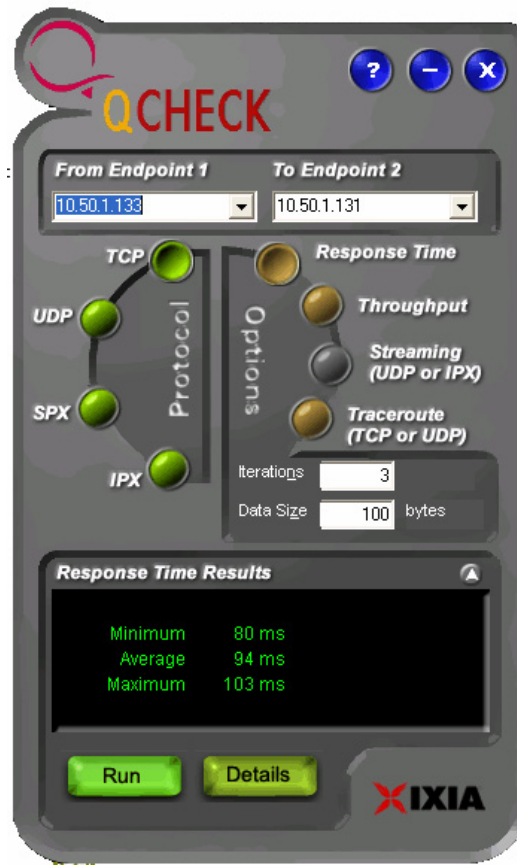 ? – X
QCHECK
From Endpoint 1 To Endpoint 2
10.50.1.133 10.50.1.131
TCP
UDP
SPX
IPX
Protocol
Options
Response Time
Throughput
Streaming
(UDP or IPX)
Traceroute
(TCP or UDP)
Iterations 3
Data Size 100 bytes
Response Time Results
Minimum 80 ms
Average 94 ms
Maximum 103 ms
Run Details
IXIA